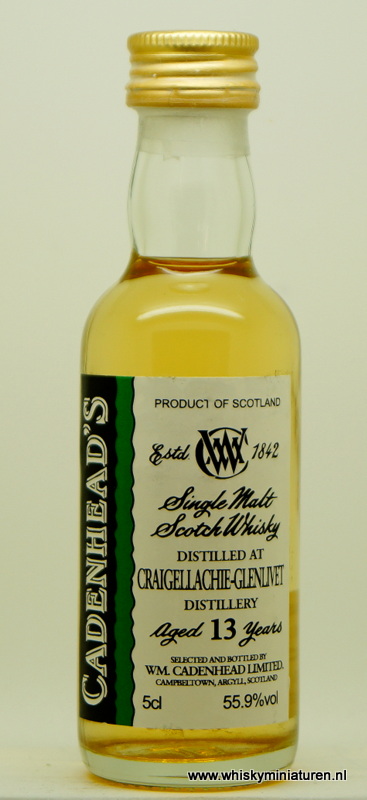 CADENHEAD'S
PRODUCT OF SCOTLAND
Estd WC 1842
Single Malt
Scotch Whisky
DISTILLED AT
CRAIGELLACHIE-GLENLIVET
DISTILLERY
Aged 13 Years
SELECTED AND BOTTLED BY
WM. CADENHEAD LIMITED.
CAMPBELTOWN, ARGYLL, SCOTLAND
5cl 55.9%vol
www.whiskyminiaturen.nl